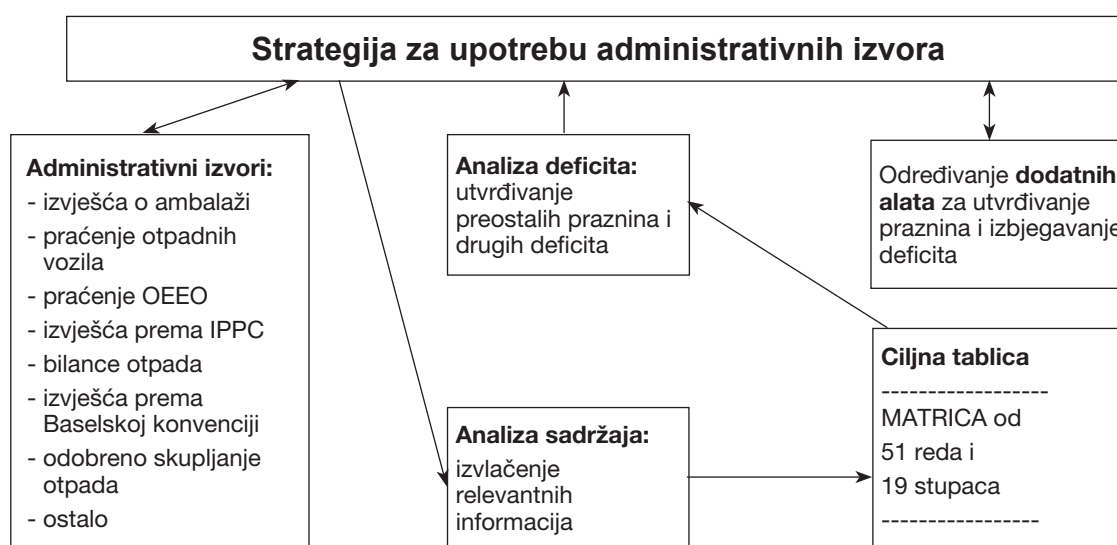 Strategija za upotrebu administrativnih izvora
Administrativni izvori:
- izvješća o ambalaži
- praćenje otpadnih
vozila
- praćenje OEEO
- izvješća prema IPPC
- bilance otpada
- izvješća prema
Baselskoj konvenciji
- odobreno skupljanje
otpada
- ostalo
Analiza deficita:
utvrđivanje
preostalih praznina i
drugih deficita
Određivanje dodatnih
alata za utvrđivanje
praznina i izbjegavanje
deficita
Analiza sadržaja:
izvlačenje
relevantnih
informacija
Ciljna tablica
------------------
MATRICA od
51 reda i
19 stupaca
-----------------